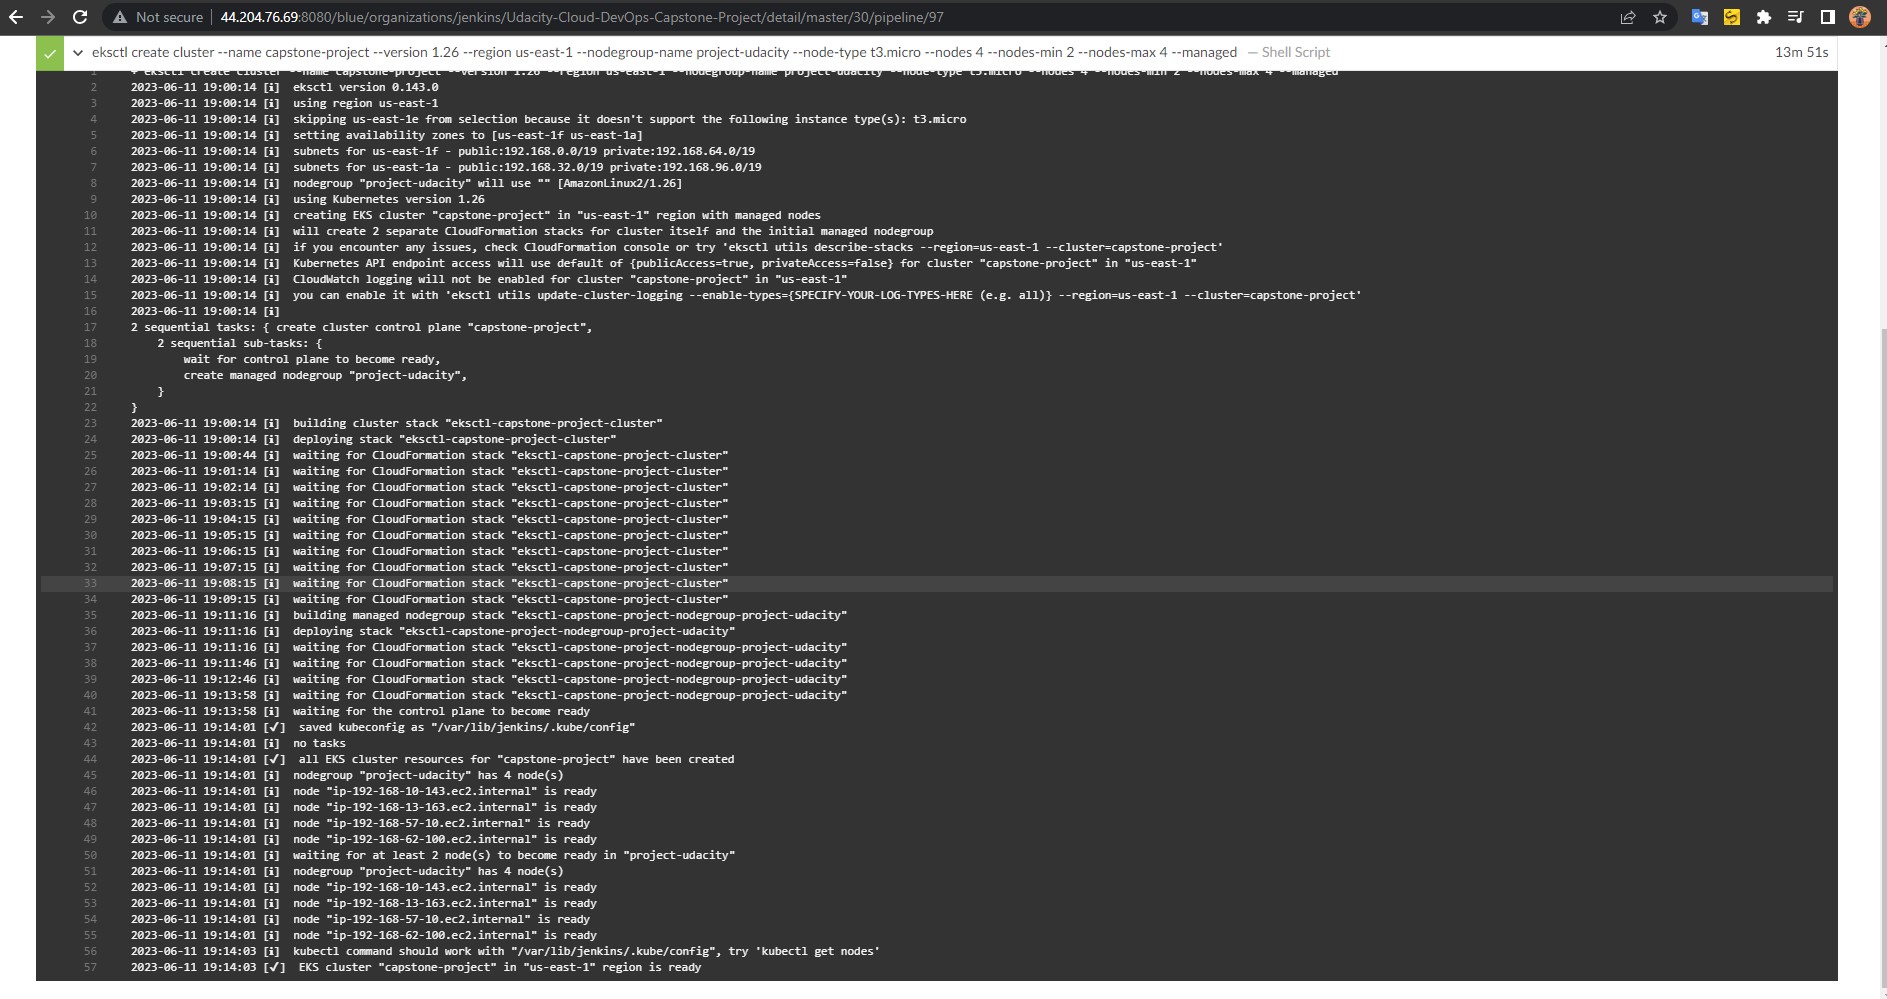 Not secure | 44.204.76.69:8080/blue/organizations/jenkins/Udacity-Cloud-DevOps-Capstone-Project/detail/master/30/pipeline/97
eksctl create cluster --name capstone-project --version 1.26 --region us-east-1 --nodegroup-name project-udacity --node-type t3.micro --nodes 4 --nodes-min 2 --nodes-max 4 --managed — Shell Script 13m 51s
1 + eksctl create cluster --name capstone-project --version 1.26 --region us-east-1 --nodegroup-name project-udacity --node-type t3.micro --nodes 4 --nodes-min 2 --nodes-max 4 --managed
2 2023-06-11 19:00:14 [ℹ]  eksctl version 0.143.0
3 2023-06-11 19:00:14 [ℹ]  using region us-east-1
4 2023-06-11 19:00:14 [ℹ]  skipping us-east-1e from selection because it doesn't support the following instance type(s): t3.micro
5 2023-06-11 19:00:14 [ℹ]  setting availability zones to [us-east-1f us-east-1a]
6 2023-06-11 19:00:14 [ℹ]  subnets for us-east-1f - public:192.168.0.0/19 private:192.168.64.0/19
7 2023-06-11 19:00:14 [ℹ]  subnets for us-east-1a - public:192.168.32.0/19 private:192.168.96.0/19
8 2023-06-11 19:00:14 [ℹ]  nodegroup "project-udacity" will use "" [AmazonLinux2/1.26]
9 2023-06-11 19:00:14 [ℹ]  using Kubernetes version 1.26
10 2023-06-11 19:00:14 [ℹ]  creating EKS cluster "capstone-project" in "us-east-1" region with managed nodes
11 2023-06-11 19:00:14 [ℹ]  will create 2 separate CloudFormation stacks for cluster itself and the initial managed nodegroup
12 2023-06-11 19:00:14 [ℹ]  if you encounter any issues, check CloudFormation console or try 'eksctl utils describe-stacks --region=us-east-1 --cluster=capstone-project'
13 2023-06-11 19:00:14 [ℹ]  Kubernetes API endpoint access will use default of {publicAccess=true, privateAccess=false} for cluster "capstone-project" in "us-east-1"
14 2023-06-11 19:00:14 [ℹ]  CloudWatch logging will not be enabled for cluster "capstone-project" in "us-east-1"
15 2023-06-11 19:00:14 [ℹ]  you can enable it with 'eksctl utils update-cluster-logging --enable-types={SPECIFY-YOUR-LOG-TYPES-HERE (e.g. all)} --region=us-east-1 --cluster=capstone-project'
16 2023-06-11 19:00:14 [ℹ]
17 2 sequential tasks: { create cluster control plane "capstone-project",
18     2 sequential sub-tasks: {
19         wait for control plane to become ready,
20         create managed nodegroup "project-udacity",
21     }
22 }
23 2023-06-11 19:00:14 [ℹ]  building cluster stack "eksctl-capstone-project-cluster"
24 2023-06-11 19:00:14 [ℹ]  deploying stack "eksctl-capstone-project-cluster"
25 2023-06-11 19:00:44 [ℹ]  waiting for CloudFormation stack "eksctl-capstone-project-cluster"
26 2023-06-11 19:01:14 [ℹ]  waiting for CloudFormation stack "eksctl-capstone-project-cluster"
27 2023-06-11 19:02:14 [ℹ]  waiting for CloudFormation stack "eksctl-capstone-project-cluster"
28 2023-06-11 19:03:15 [ℹ]  waiting for CloudFormation stack "eksctl-capstone-project-cluster"
29 2023-06-11 19:04:15 [ℹ]  waiting for CloudFormation stack "eksctl-capstone-project-cluster"
30 2023-06-11 19:05:15 [ℹ]  waiting for CloudFormation stack "eksctl-capstone-project-cluster"
31 2023-06-11 19:06:15 [ℹ]  waiting for CloudFormation stack "eksctl-capstone-project-cluster"
32 2023-06-11 19:07:15 [ℹ]  waiting for CloudFormation stack "eksctl-capstone-project-cluster"
33 2023-06-11 19:08:15 [ℹ]  waiting for CloudFormation stack "eksctl-capstone-project-cluster"
34 2023-06-11 19:09:15 [ℹ]  waiting for CloudFormation stack "eksctl-capstone-project-cluster"
35 2023-06-11 19:11:16 [ℹ]  building managed nodegroup stack "eksctl-capstone-project-nodegroup-project-udacity"
36 2023-06-11 19:11:16 [ℹ]  deploying stack "eksctl-capstone-project-nodegroup-project-udacity"
37 2023-06-11 19:11:16 [ℹ]  waiting for CloudFormation stack "eksctl-capstone-project-nodegroup-project-udacity"
38 2023-06-11 19:11:46 [ℹ]  waiting for CloudFormation stack "eksctl-capstone-project-nodegroup-project-udacity"
39 2023-06-11 19:12:46 [ℹ]  waiting for CloudFormation stack "eksctl-capstone-project-nodegroup-project-udacity"
40 2023-06-11 19:13:58 [ℹ]  waiting for CloudFormation stack "eksctl-capstone-project-nodegroup-project-udacity"
41 2023-06-11 19:13:58 [ℹ]  waiting for the control plane to become ready
42 2023-06-11 19:14:01 [✔]  saved kubeconfig as "/var/lib/jenkins/.kube/config"
43 2023-06-11 19:14:01 [ℹ]  no tasks
44 2023-06-11 19:14:01 [✔]  all EKS cluster resources for "capstone-project" have been created
45 2023-06-11 19:14:01 [ℹ]  nodegroup "project-udacity" has 4 node(s)
46 2023-06-11 19:14:01 [ℹ]  node "ip-192-168-10-143.ec2.internal" is ready
47 2023-06-11 19:14:01 [ℹ]  node "ip-192-168-13-163.ec2.internal" is ready
48 2023-06-11 19:14:01 [ℹ]  node "ip-192-168-57-10.ec2.internal" is ready
49 2023-06-11 19:14:01 [ℹ]  node "ip-192-168-62-100.ec2.internal" is ready
50 2023-06-11 19:14:01 [ℹ]  waiting for at least 2 node(s) to become ready in "project-udacity"
51 2023-06-11 19:14:01 [ℹ]  nodegroup "project-udacity" has 4 node(s)
52 2023-06-11 19:14:01 [ℹ]  node "ip-192-168-10-143.ec2.internal" is ready
53 2023-06-11 19:14:01 [ℹ]  node "ip-192-168-13-163.ec2.internal" is ready
54 2023-06-11 19:14:01 [ℹ]  node "ip-192-168-57-10.ec2.internal" is ready
55 2023-06-11 19:14:01 [ℹ]  node "ip-192-168-62-100.ec2.internal" is ready
56 2023-06-11 19:14:03 [ℹ]  kubectl command should work with "/var/lib/jenkins/.kube/config", try 'kubectl get nodes'
57 2023-06-11 19:14:03 [✔]  EKS cluster "capstone-project" in "us-east-1" region is ready